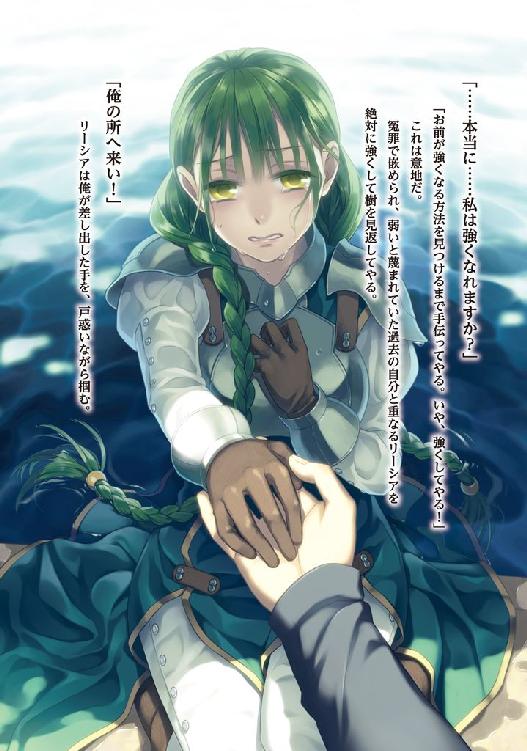 「……本当に……私は強くなれますか？」
「お前が強くなる方法を見つけるまで手伝ってやる。いや、強くしてやる！」
これは意地だ。
冤罪で嵌められ、弱いと蔑まれていた過去の自分と重なるリーシアを
絶対に強くして樹を見返してやる。
「俺の所へ来い！」
リーシアは俺が差し出した手を、戸惑いながら掴む。